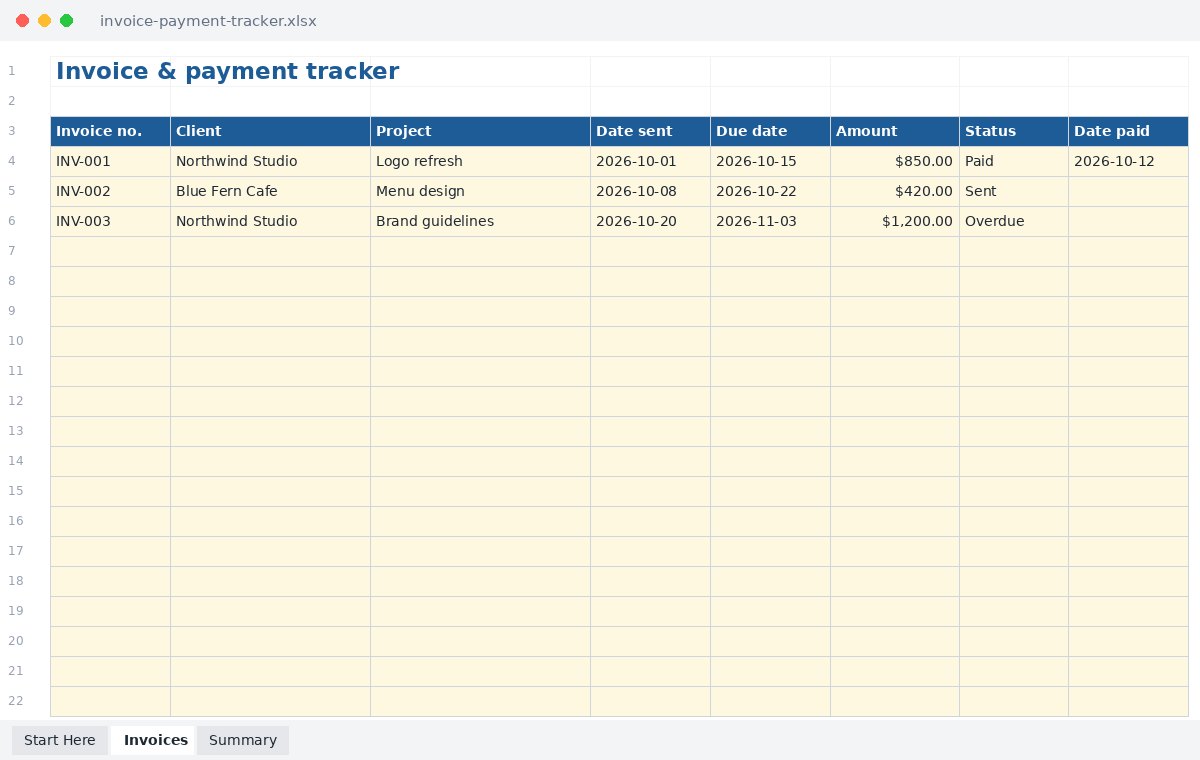 invoice-payment-tracker.xlsx
1 Invoice & payment tracker
2
3 Invoice no. Client Project Date sent Due date Amount Status Date paid
4 INV-001 Northwind Studio Logo refresh 2026-10-01 2026-10-15 $850.00 Paid 2026-10-12
5 INV-002 Blue Fern Cafe Menu design 2026-10-08 2026-10-22 $420.00 Sent
6 INV-003 Northwind Studio Brand guidelines 2026-10-20 2026-11-03 $1,200.00 Overdue
7
8
9
10
11
12
13
14
15
16
17
18
19
20
21
22
Start Here Invoices Summary